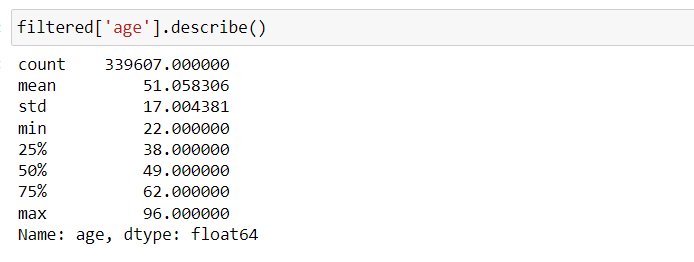 filtered['age'].describe()
count    339607.000000
mean         51.058306
std          17.004381
min          22.000000
25%          38.000000
50%          49.000000
75%          62.000000
max          96.000000
Name: age, dtype: float64